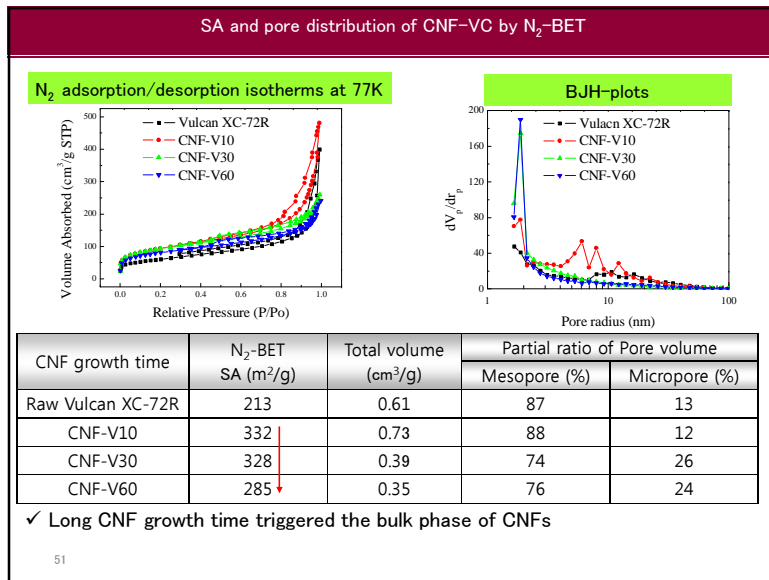 SA and pore distribution of CNF-VC by N₂-BET
N₂ adsorption/desorption isotherms at 77K
BJH-plots
Volume Absorbed (cm³/g STP)
500
400
300
200
100
0
Vulcan XC-72R
CNF-V10
CNF-V30
CNF-V60
0.0 0.2 0.4 0.6 0.8 1.0
Relative Pressure (P/Po)
dVₚ/drₚ
200
160
120
80
40
0
Vulacn XC-72R
CNF-V10
CNF-V30
CNF-V60
1 10 100
Pore radius (nm)
CNF growth time N₂-BET SA (m²/g) Total volume (cm³/g) Partial ratio of Pore volume
Mesopore (%) Micropore (%)
Raw Vulcan XC-72R 213 0.61 87 13
CNF-V10 332 0.73 88 12
CNF-V30 328 0.39 74 26
CNF-V60 285 0.35 76 24
✓ Long CNF growth time triggered the bulk phase of CNFs
51